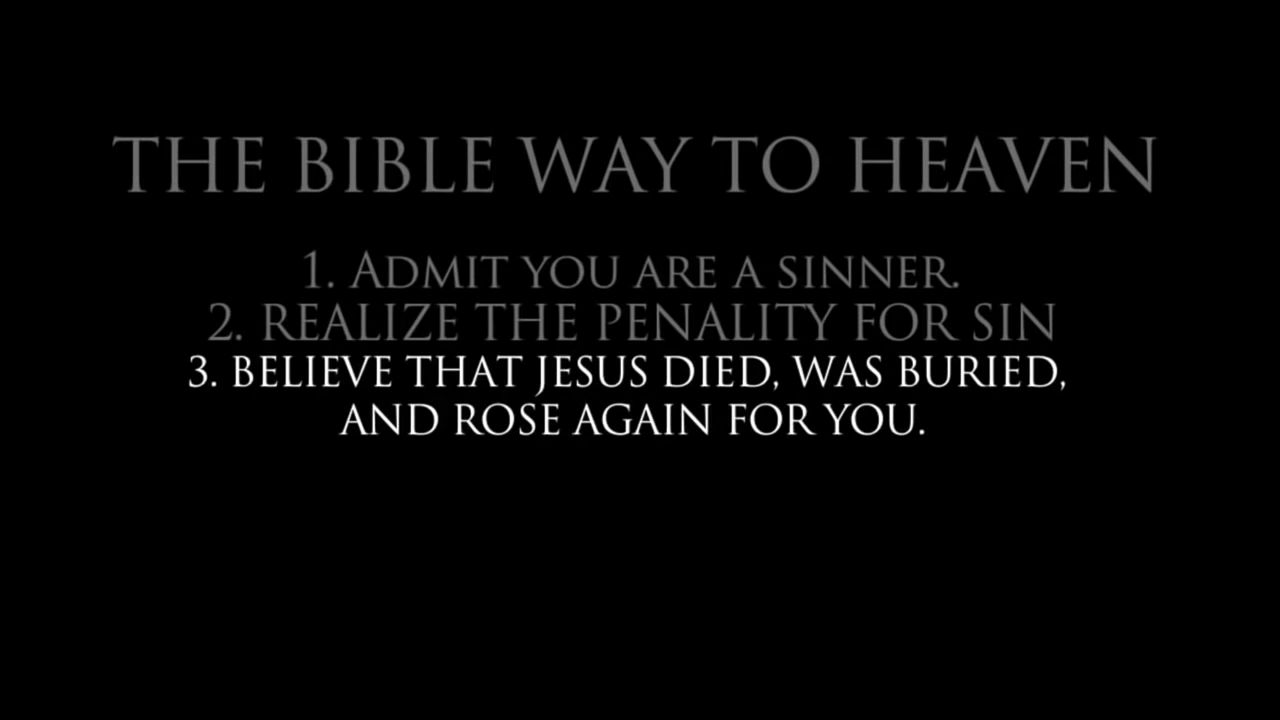 THE BIBLE WAY TO HEAVEN
1. ADMIT YOU ARE A SINNER.
2. REALIZE THE PENALITY FOR SIN
3. BELIEVE THAT JESUS DIED, WAS BURIED,
AND ROSE AGAIN FOR YOU.